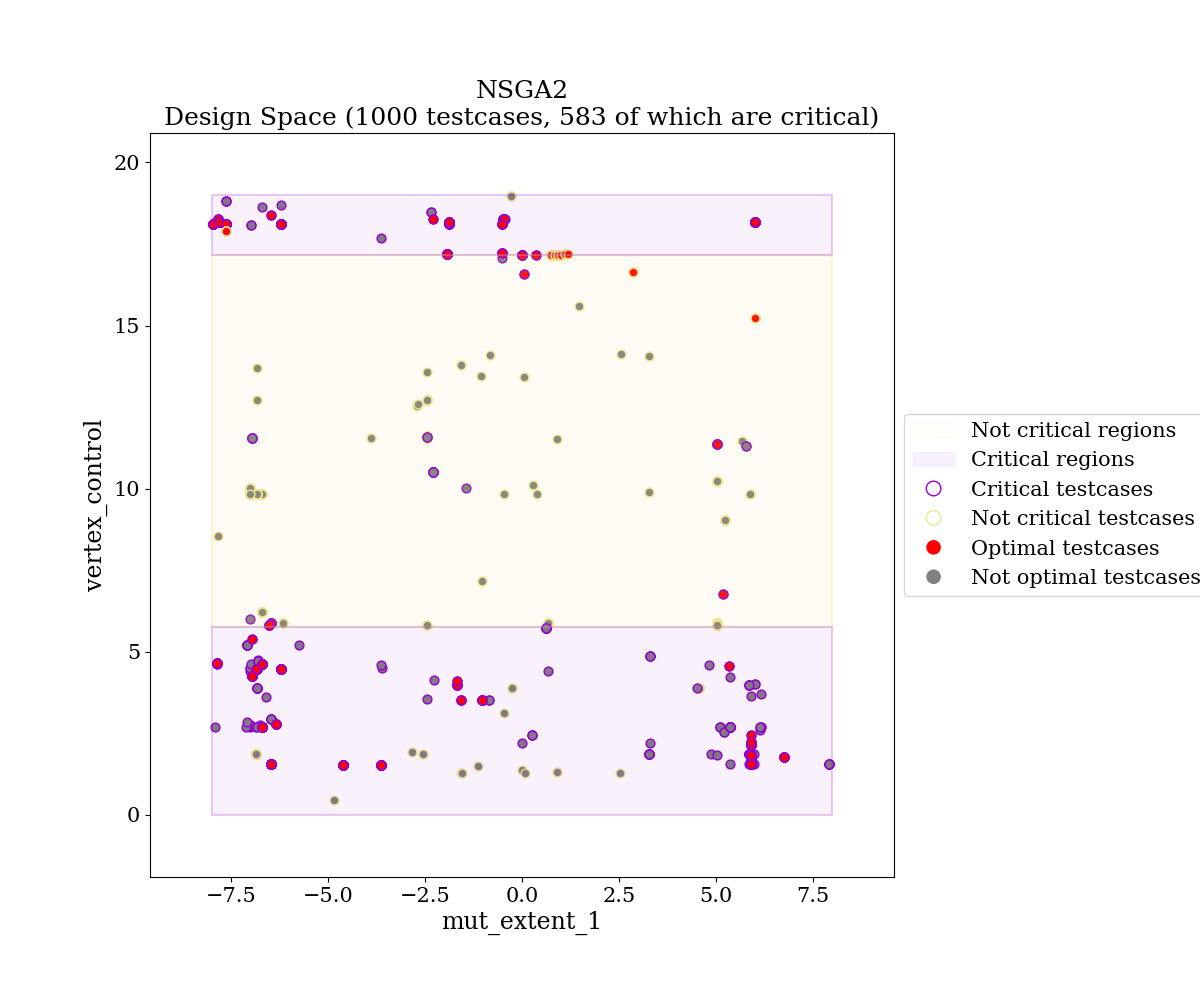 NSGA2
Design Space (1000 testcases, 583 of which are critical)
20
15
10
5
0
vertex_control
−7.5
−5.0
−2.5
0.0
2.5
5.0
7.5
mut_extent_1
Not critical regions
Critical regions
Critical testcases
Not critical testcases
Optimal testcases
Not optimal testcases